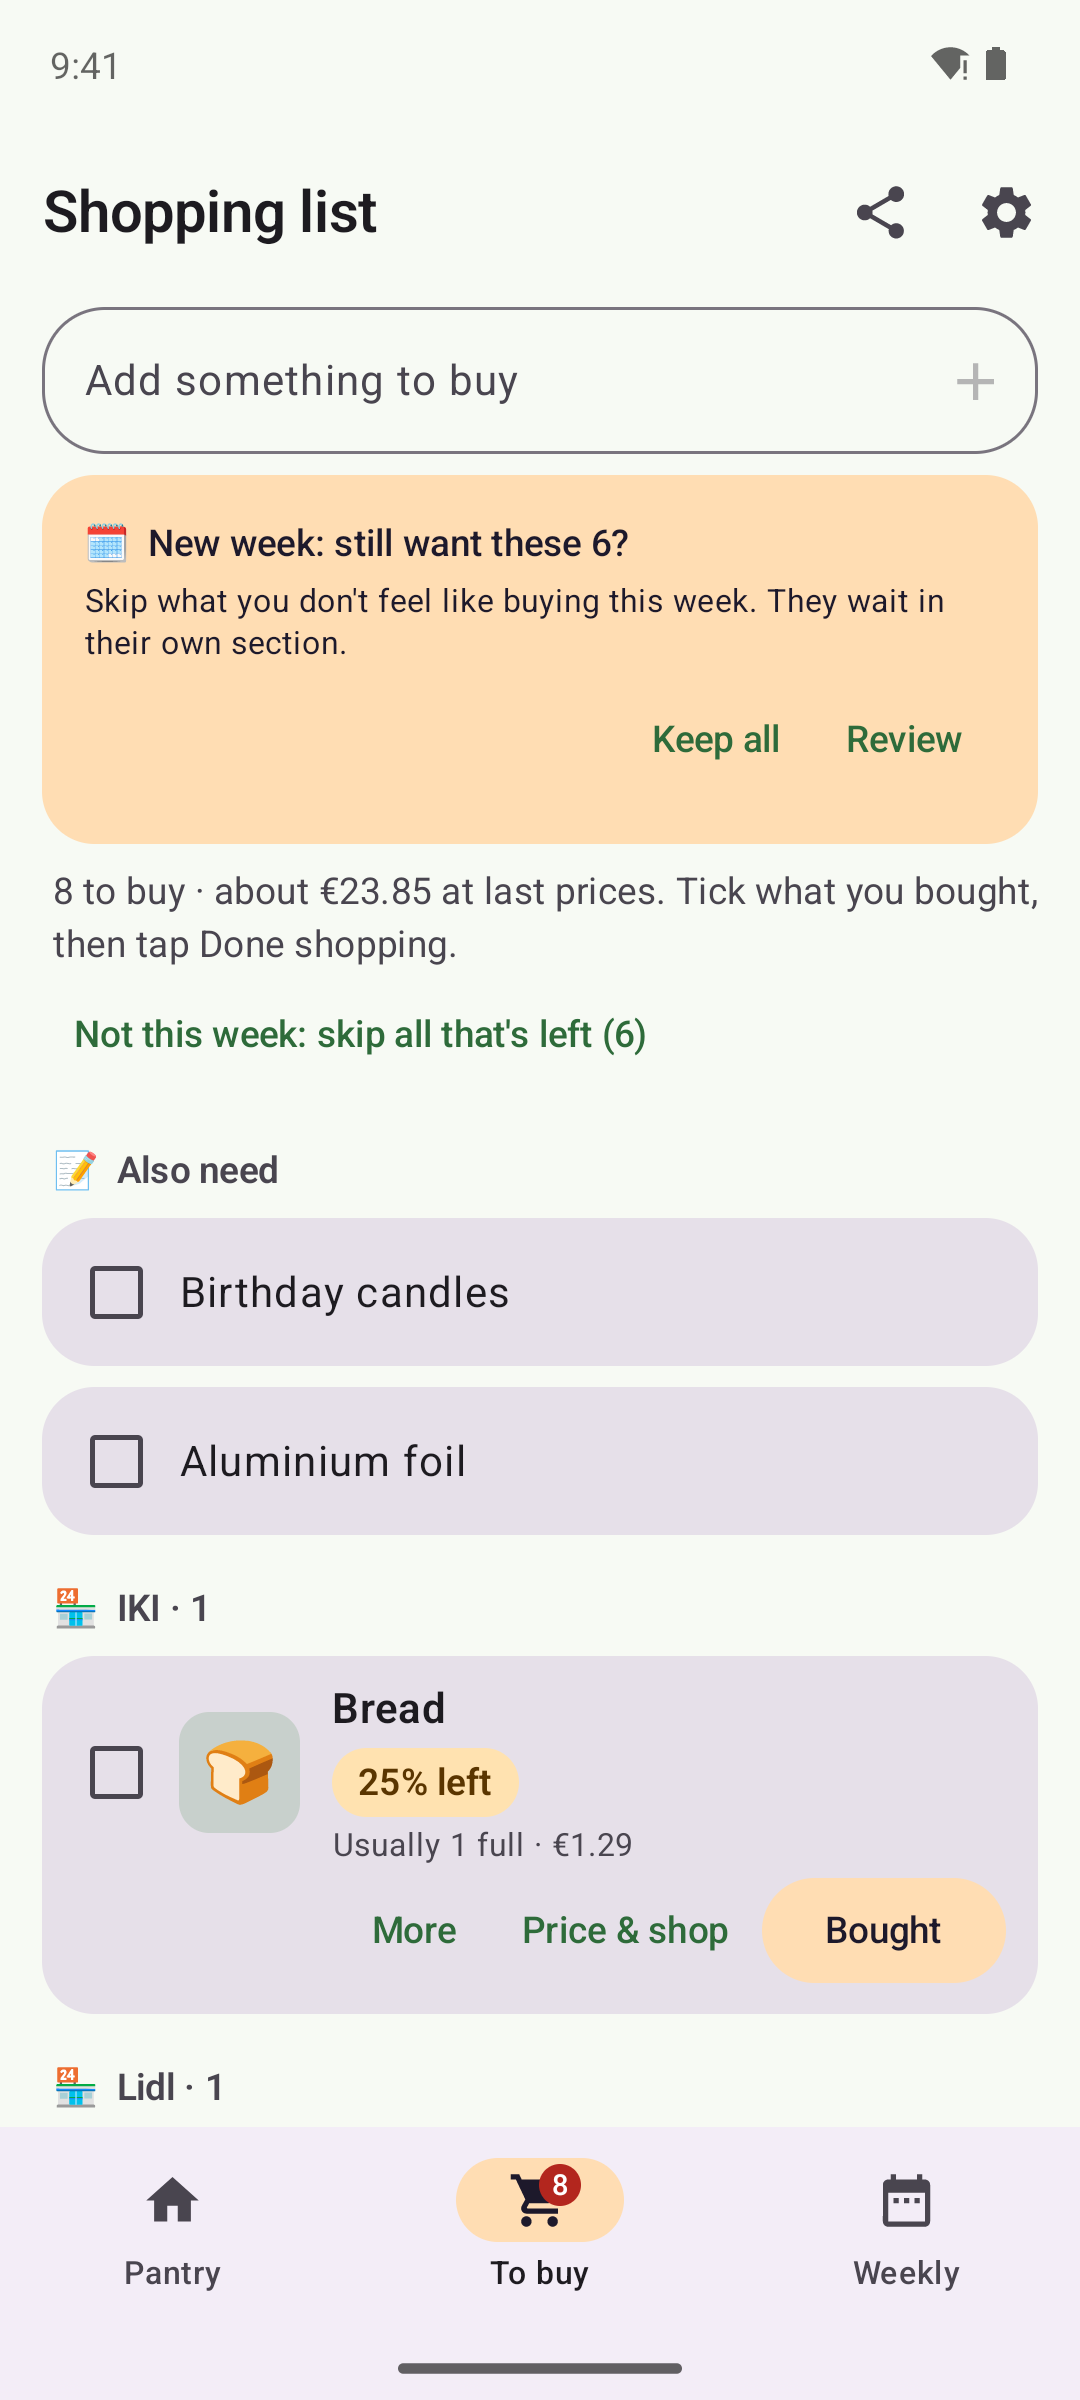 9:41
Shopping list
Add something to buy
New week: still want these 6?
Skip what you don't feel like buying this week. They wait in
their own section.
Keep all
Review
8 to buy · about €23.85 at last prices. Tick what you bought,
then tap Done shopping.
Not this week: skip all that's left (6)
Also need
Birthday candles
Aluminium foil
24
IKI · 1
Bread
25% left
Usually 1 full · €1.29
More
Price & shop
Bought
24
Lidl · 1
8
Pantry
To buy
Weekly